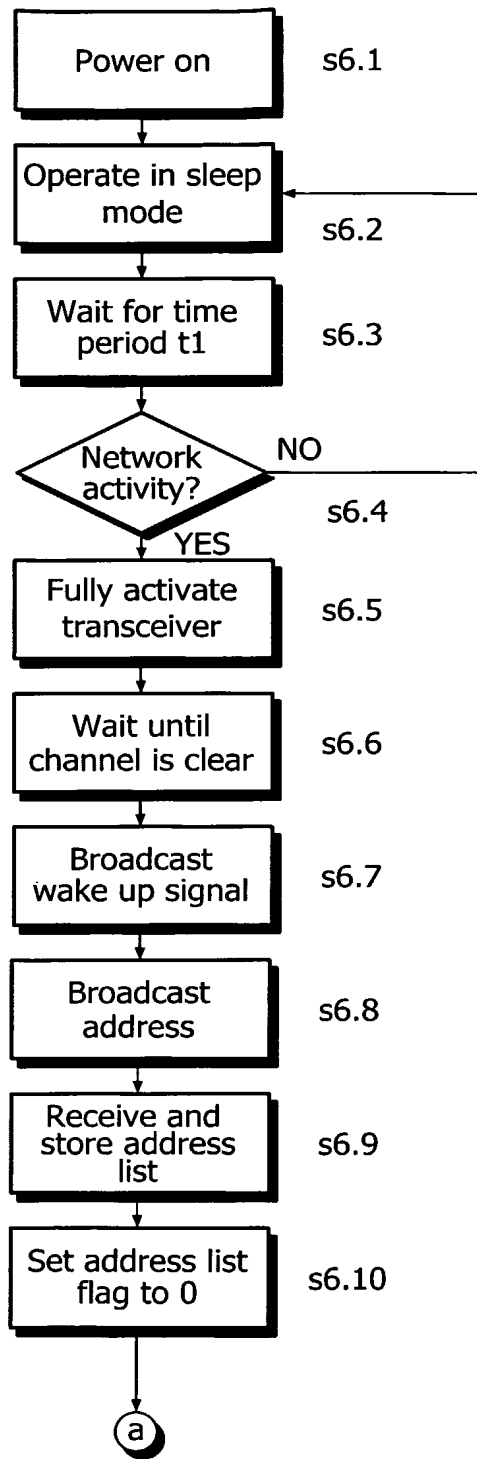 Power on
s6.1
Operate in sleep
mode
s6.2
Wait for time
period t1
s6.3
Network
activity?
NO
s6.4
YES
Fully activate
transceiver
s6.5
Wait until
channel is clear
s6.6
Broadcast
wake up signal
s6.7
Broadcast
address
s6.8
Receive and
store address
list
s6.9
Set address list
flag to 0
s6.10
a